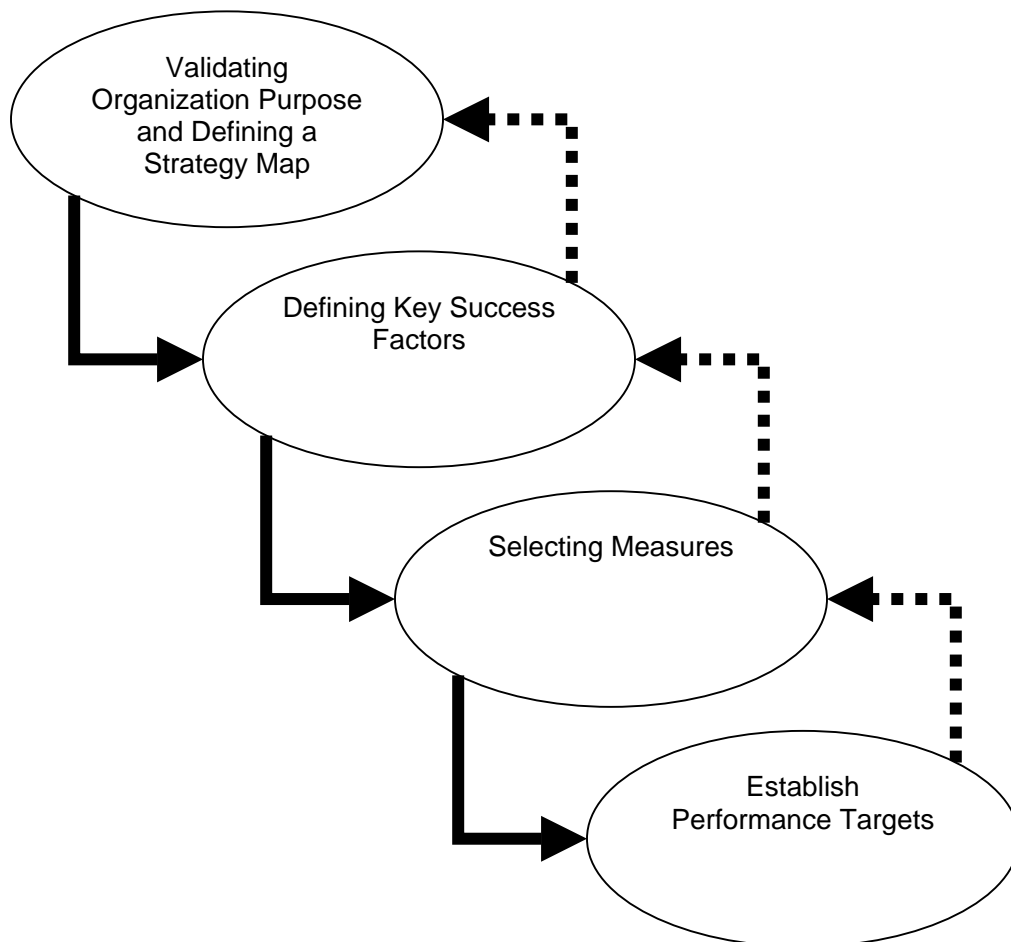 Validating
Organization Purpose
and Defining a
Strategy Map
Defining Key Success
Factors
Selecting Measures
Establish
Performance Targets